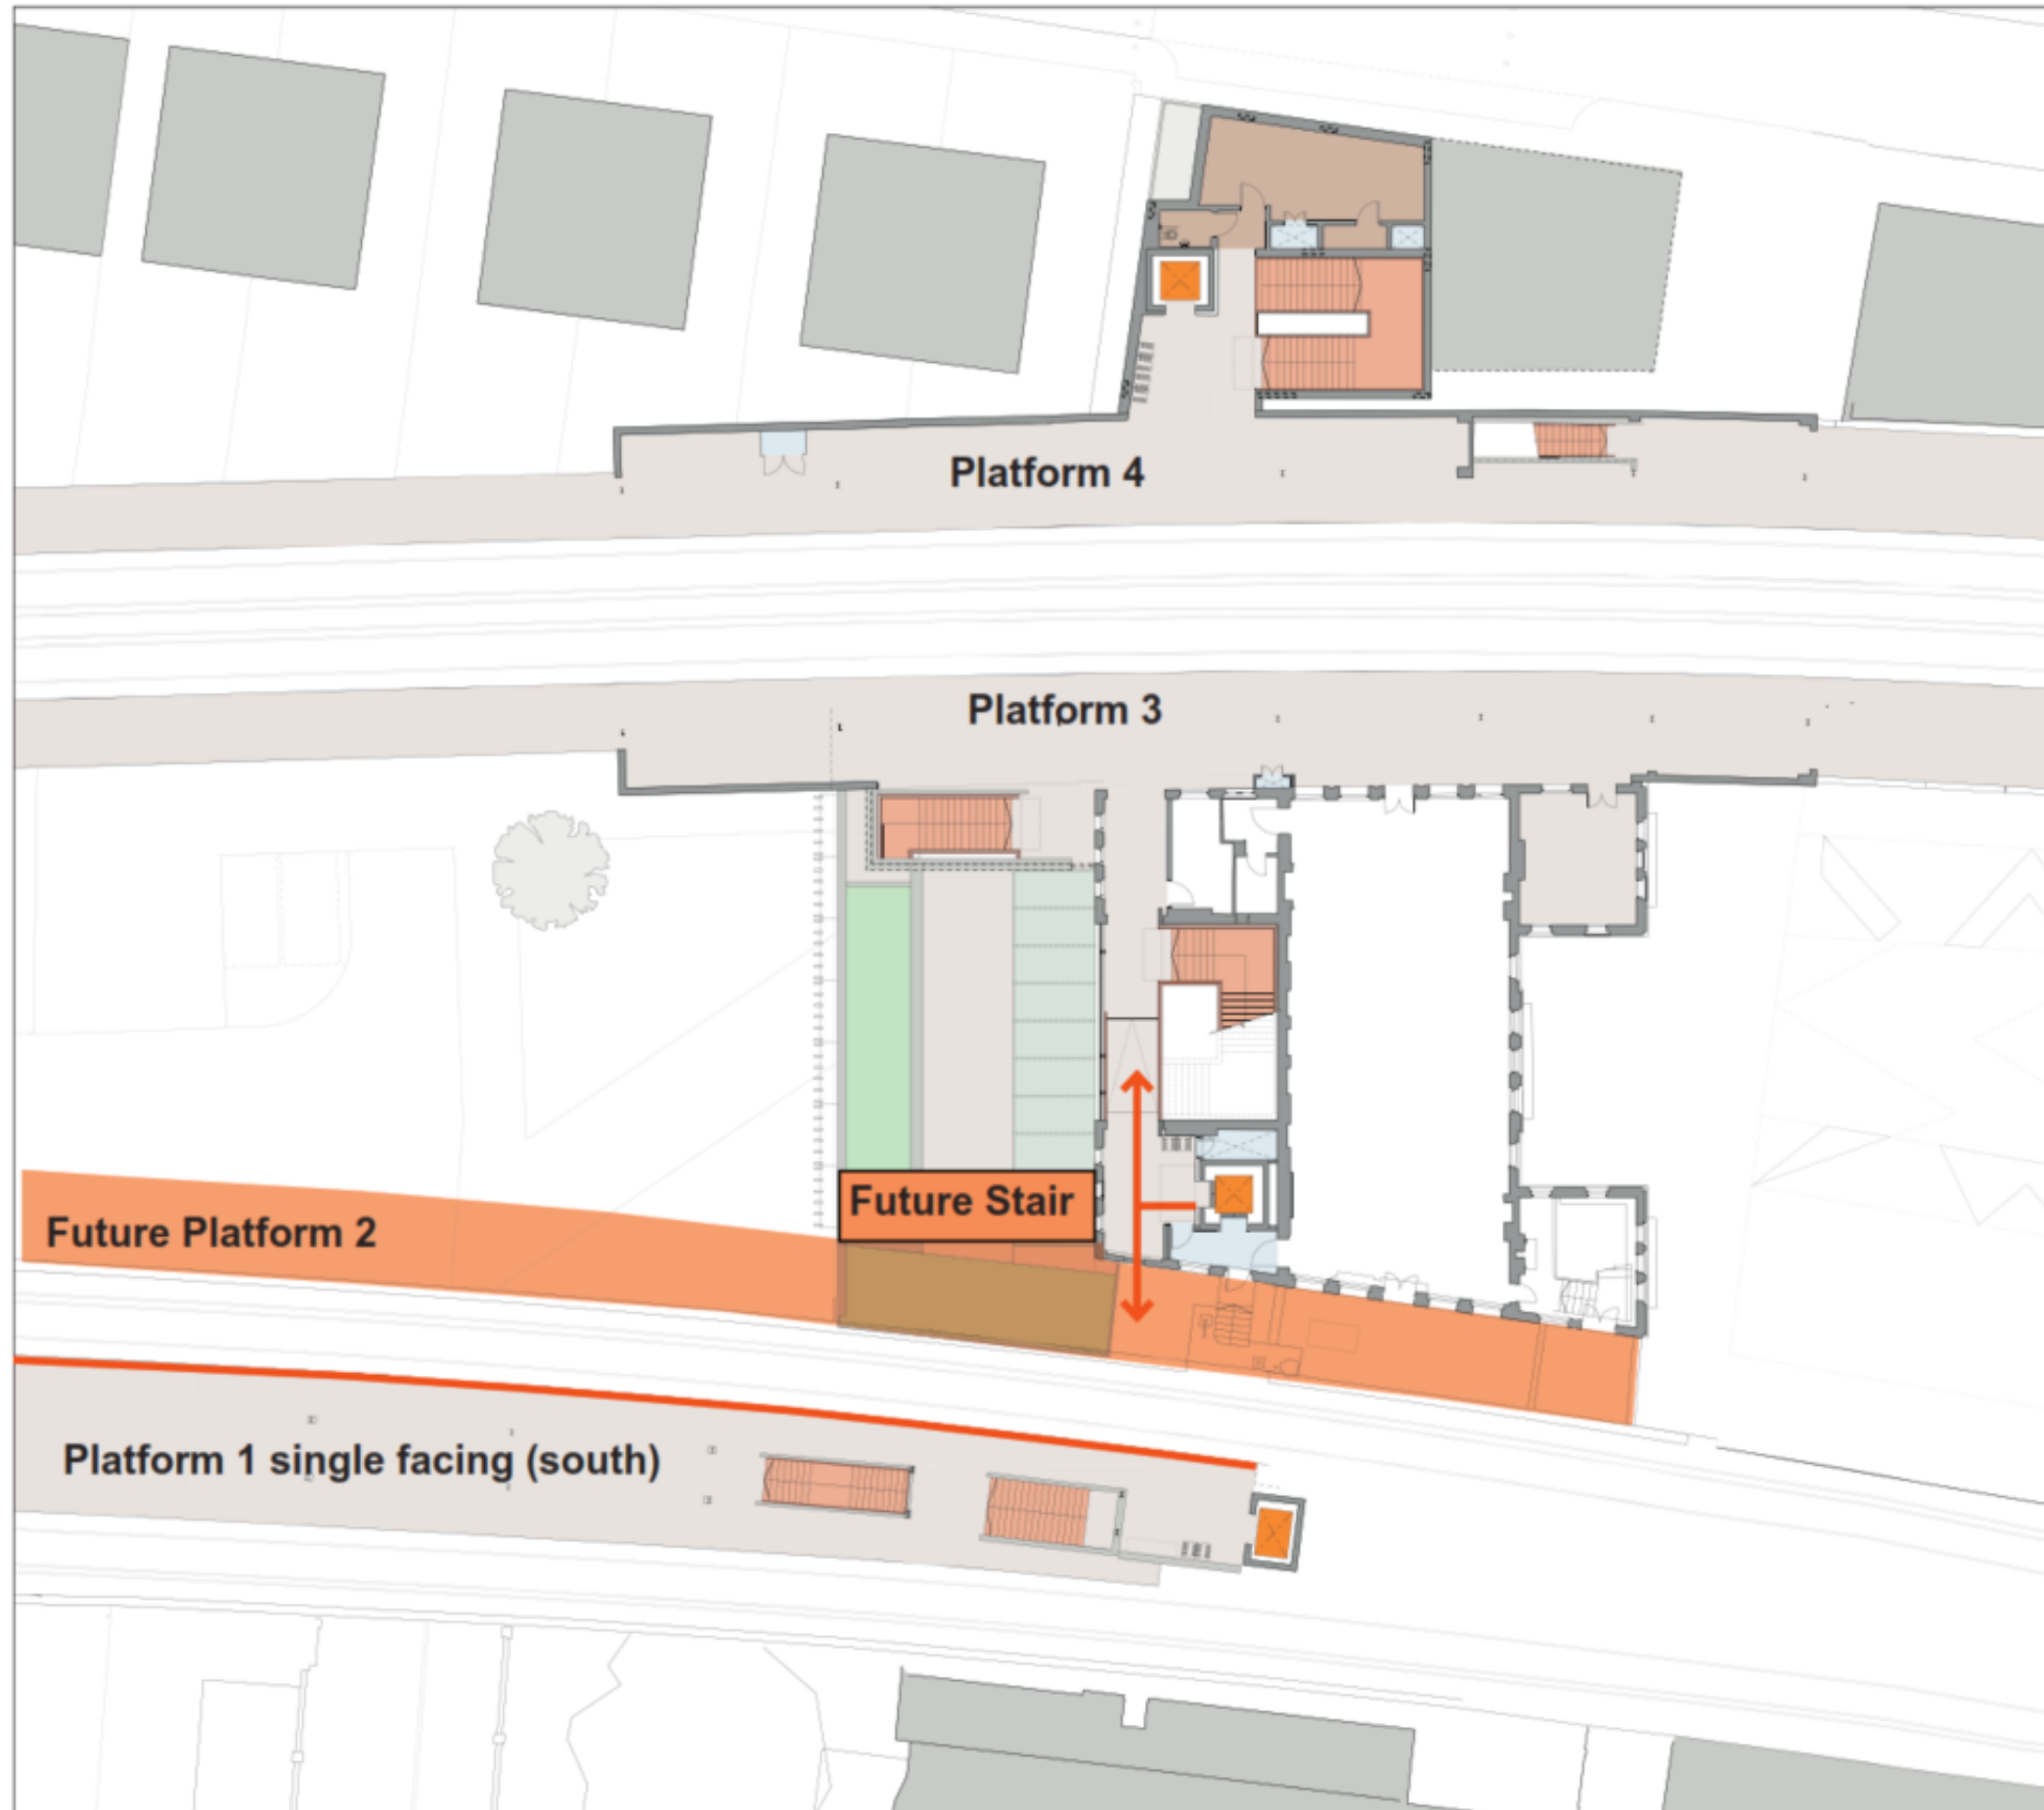 Platform 4
Platform 3
Future Stair
Future Platform 2
Platform 1 single facing (south)